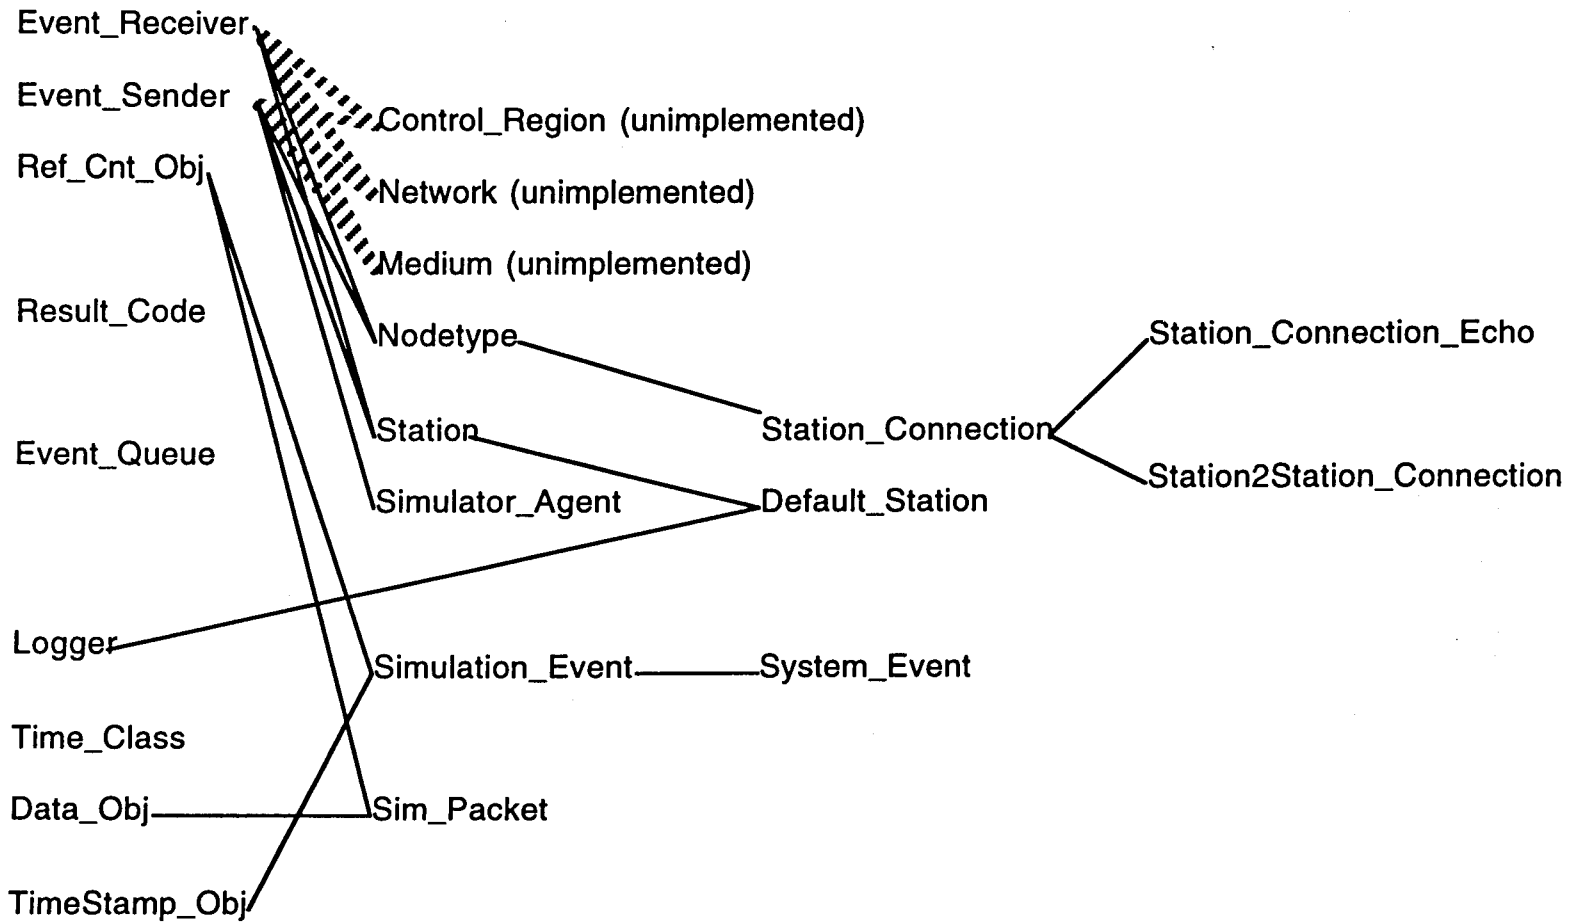 Event_Receiver
Event_Sender
Control_Region (unimplemented)
Ref_Cnt_Obj
Network (unimplemented)
Medium (unimplemented)
Result_Code
Nodetype
Station_Connection_Echo
Station
Station_Connection
Event_Queue
Station2Station_Connection
Simulator_Agent
Default_Station
Logger
Simulation_Event
System_Event
Time_Class
Data_Obj
Sim_Packet
TimeStamp_Obj